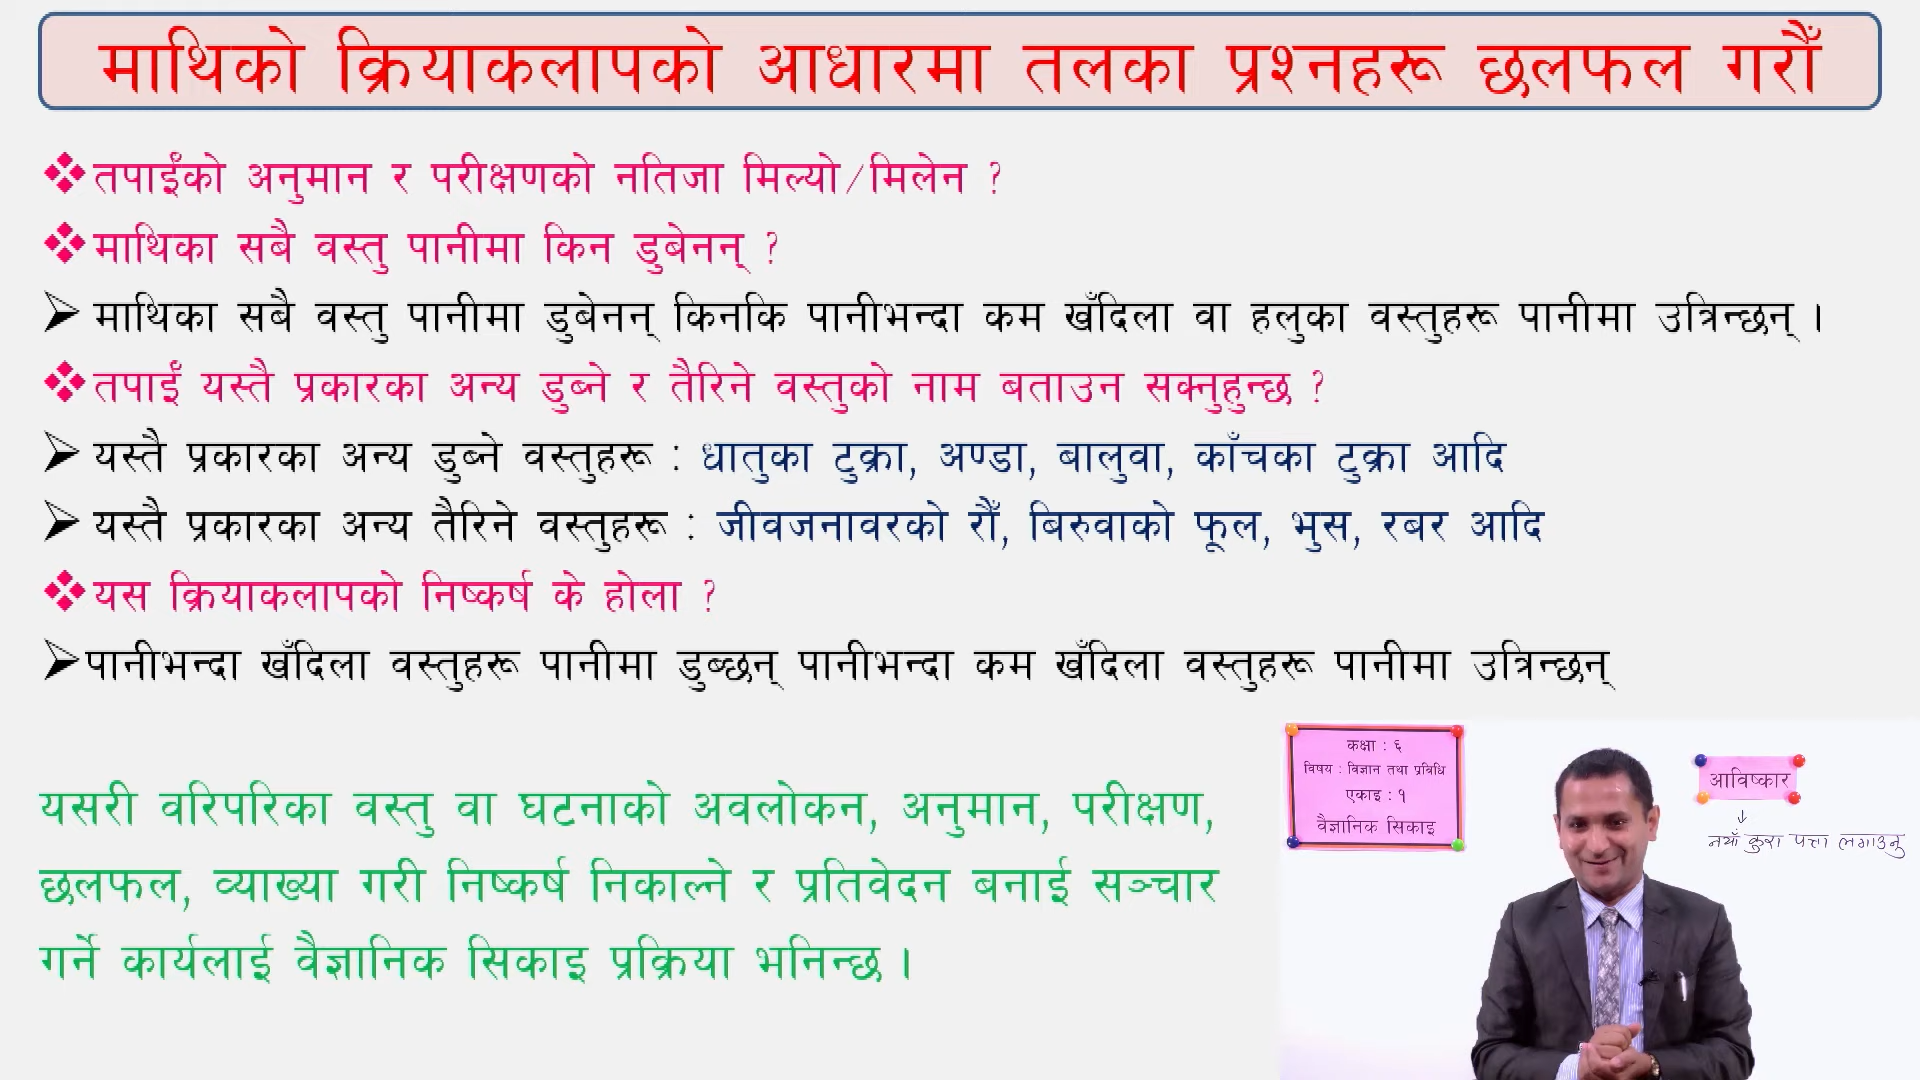 माथिको क्रियाकलापको आधारमा तलका प्रश्नहरू छलफल गरौँ
❖तपाईंको अनुमान र परीक्षणको नतिजा मिल्यो/मिलेन ?
❖माथिका सबै वस्तु पानीमा किन डुबेनन् ?
➢ माथिका सबै वस्तु पानीमा डुबेनन् किनकि पानीभन्दा कम खँदिला वा हलुका वस्तुहरू पानीमा उत्रिन्छन् ।
❖तपाईं यस्तै प्रकारका अन्य डुब्ने र तैरिने वस्तुको नाम बताउन सक्नुहुन्छ ?
➢ यस्तै प्रकारका अन्य डुब्ने वस्तुहरू : धातुका टुक्रा, अण्डा, बालुवा, काँचका टुक्रा आदि
➢ यस्तै प्रकारका अन्य तैरिने वस्तुहरू : जीवजनावरको रौँ, बिरुवाको फूल, भुस, रबर आदि
❖यस क्रियाकलापको निष्कर्ष के होला ?
➢पानीभन्दा खँदिला वस्तुहरू पानीमा डुब्छन् पानीभन्दा कम खँदिला वस्तुहरू पानीमा उत्रिन्छन्
यसरी वरिपरिका वस्तु वा घटनाको अवलोकन, अनुमान, परीक्षण,
छलफल, व्याख्या गरी निष्कर्ष निकाल्ने र प्रतिवेदन बनाई सञ्चार
गर्ने कार्यलाई वैज्ञानिक सिकाइ प्रक्रिया भनिन्छ ।
कक्षा : ६
विषय : विज्ञान तथा प्रबिधि
एकाइ : १
वैज्ञानिक सिकाइ
आविष्कार
↓
नयाँ कुरा पत्ता लगाउनु